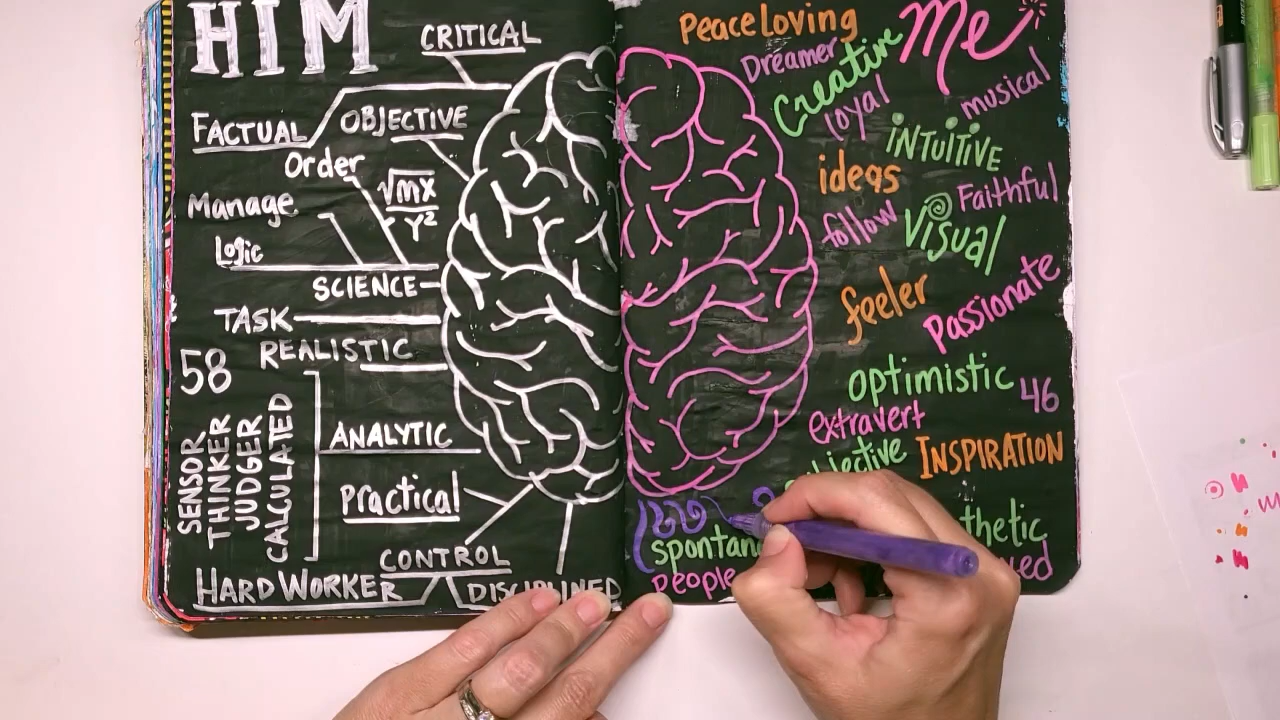 HIM
CRITICAL
FACTUAL
OBJECTIVE
Order
√mx
Y²
Manage
Logic
SCIENCE
TASK
REALISTIC
58
SENSOR
THINKER
JUDGER
CALCULATED
ANALYTIC
Practical
CONTROL
HARD WORKER
DISCIPLINED
Peace Loving
Me
Dreamer
Creative
loyal
musical
iNTUiTiVE
ideas
Faithful
follow
Visual
feeler
Passionate
optimistic
46
extravert
INSPIRATION
People